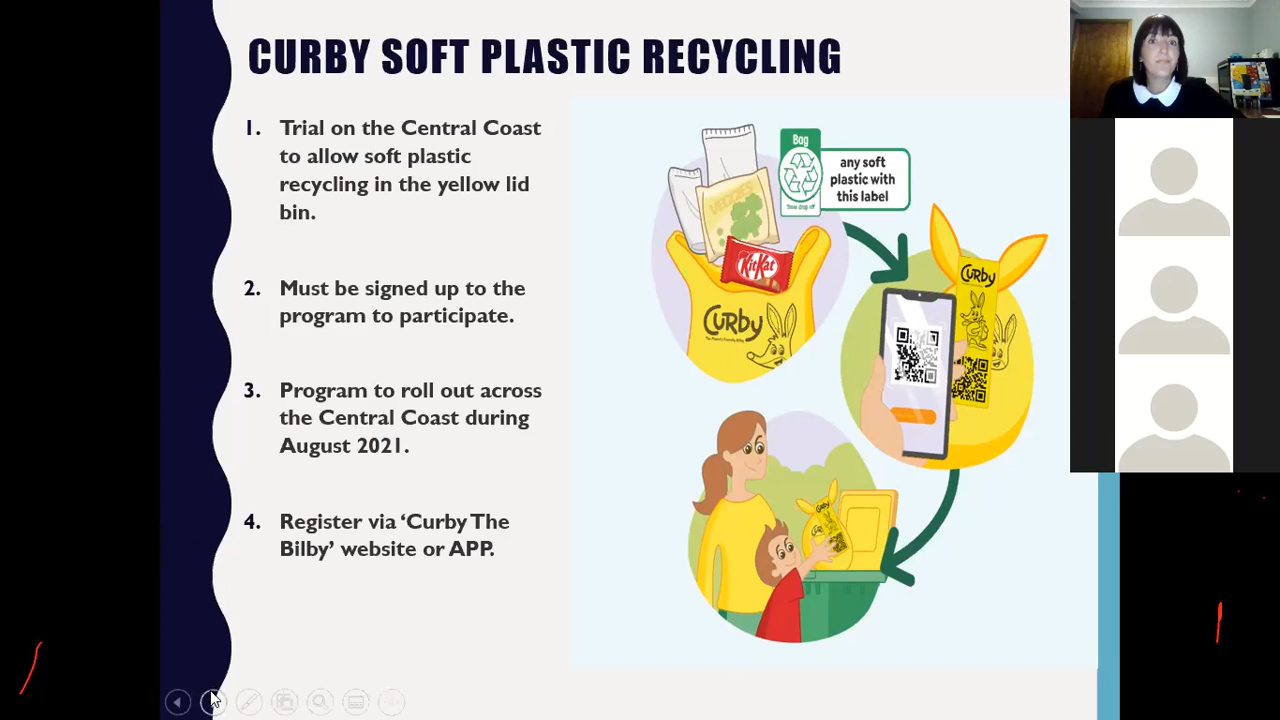 CURBY SOFT PLASTIC RECYCLING
1. Trial on the Central Coast
to allow soft plastic
recycling in the yellow lid
bin.
2. Must be signed up to the
program to participate.
3. Program to roll out across
the Central Coast during
August 2021.
4. Register via ‘Curby The
Bilby’ website or APP.
Bag
any soft
plastic with
this label
VEGGIES
KitKat
Curby
Curby
Curby